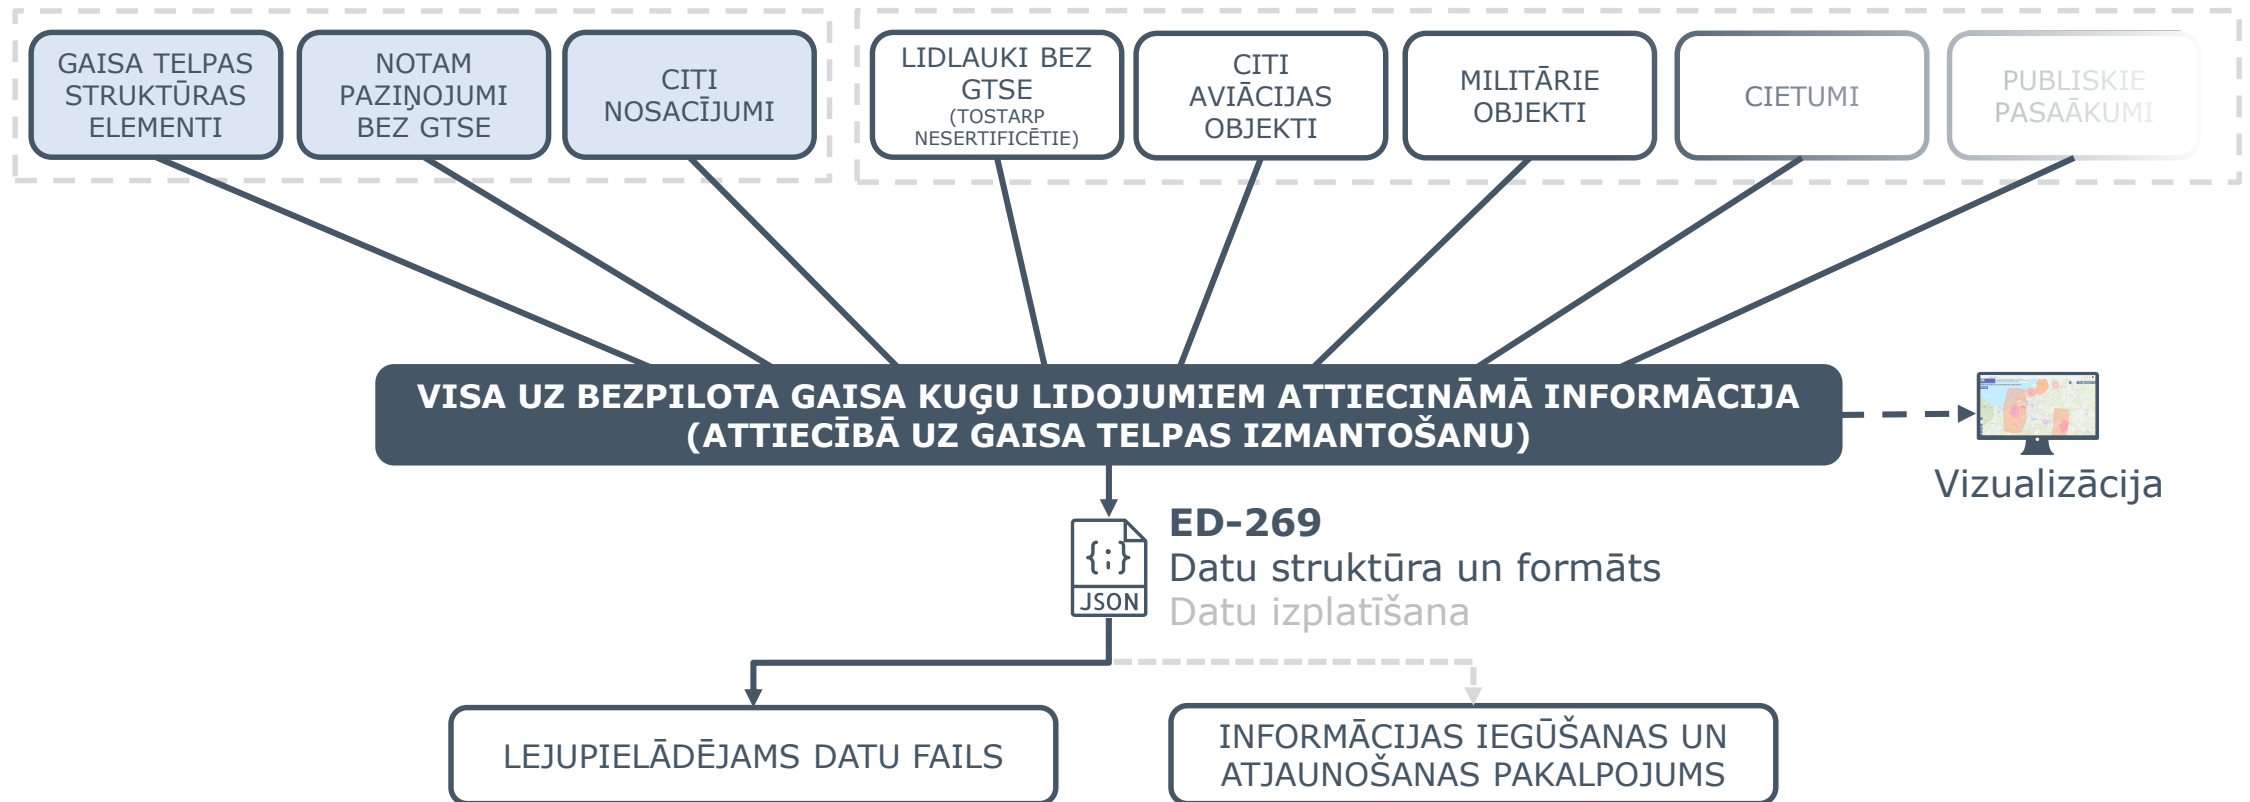 GAISA TELPAS
STRUKTŪRAS
ELEMENTI
NOTAM
PAZIŅOJUMI
BEZ GTSE
CITI
NOSACĪJUMI
LIDLAUKI BEZ
GTSE
(TOSTARP
NESERTIFICĒTIE)
CITI
AVIĀCIJAS
OBJEKTI
MILITĀRIE
OBJEKTI
CIETUMI
PUBLISKIE
PASAĀKUMI
VISA UZ BEZPILOTA GAISA KUĢU LIDOJUMIEM ATTIECINĀMĀ INFORMĀCIJA
(ATTIECĪBĀ UZ GAISA TELPAS IZMANTOŠANU)
Vizualizācija
{;}
JSON
ED–269
Datu struktūra un formāts
Datu izplatīšana
LEJUPIELĀDĒJAMS DATU FAILS
INFORMĀCIJAS IEGŪŠANAS UN
ATJAUNOŠANAS PAKALPOJUMS